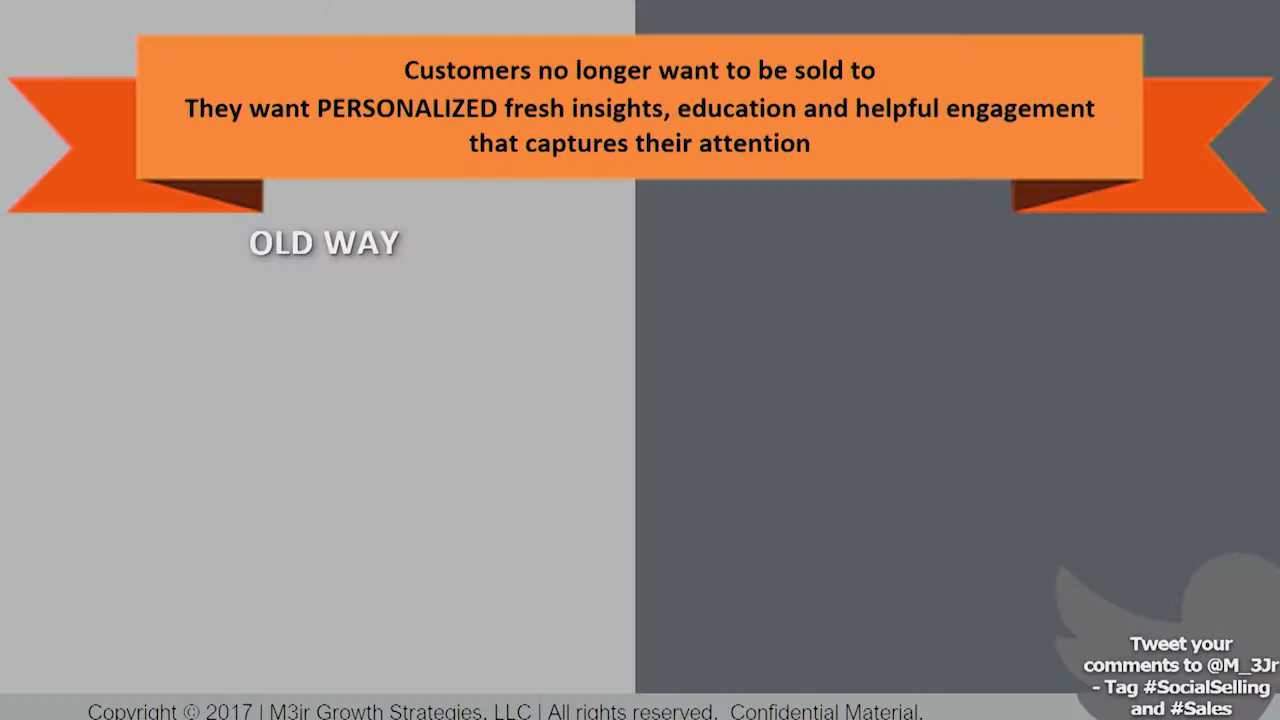 Customers no longer want to be sold to
They want PERSONALIZED fresh insights, education and helpful engagement
that captures their attention
OLD WAY
Tweet your
comments to @M_3Jr
- Tag #SocialSelling
and #Sales
Copyright © 2017 | M3jr Growth Strategies, LLC | All rights reserved. Confidential Material.